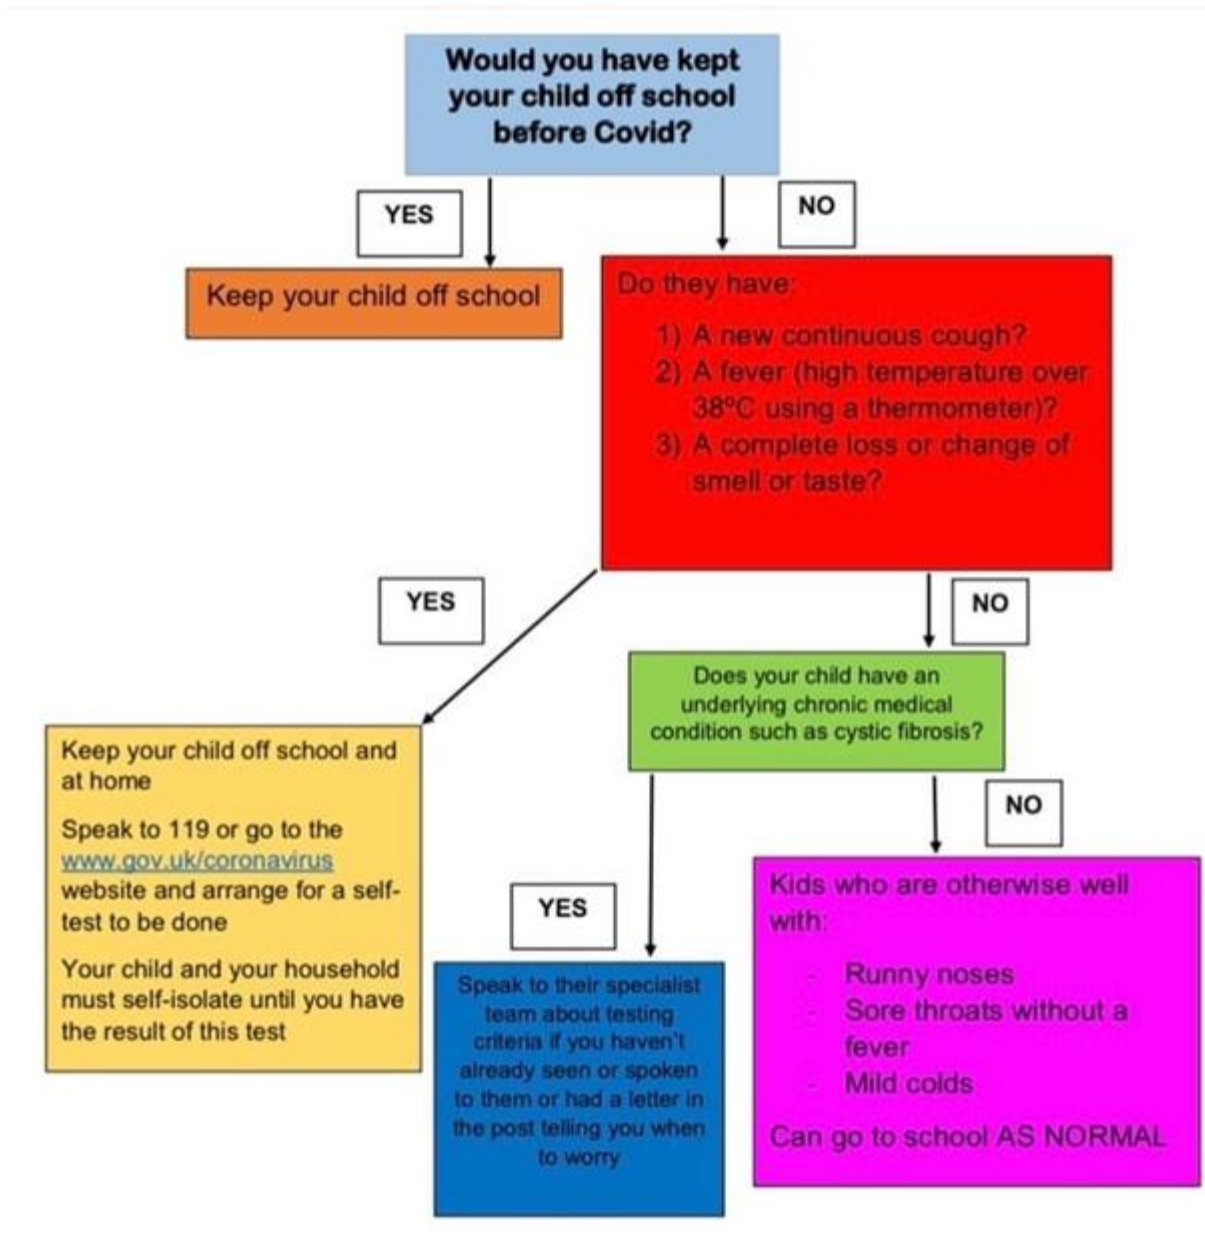 Would you have kept
your child off school
before Covid?
YES
NO
Keep your child off school
Do they have:
1) A new continuous cough?
2) A fever (high temperature over
38ºC using a thermometer)?
3) A complete loss or change of
smell or taste?
YES
NO
Does your child have an
underlying chronic medical
condition such as cystic fibrosis?
Keep your child off school and
at home
Speak to 119 or go to the
www.gov.uk/coronavirus
website and arrange for a self-
test to be done
Your child and your household
must self-isolate until you have
the result of this test
YES
NO
Speak to their specialist
team about testing
criteria if you haven't
already seen or spoken
to them or had a letter in
the post telling you when
to worry
Kids who are otherwise well
with:
- Runny noses
- Sore throats without a
fever
- Mild colds
Can go to school AS NORMAL